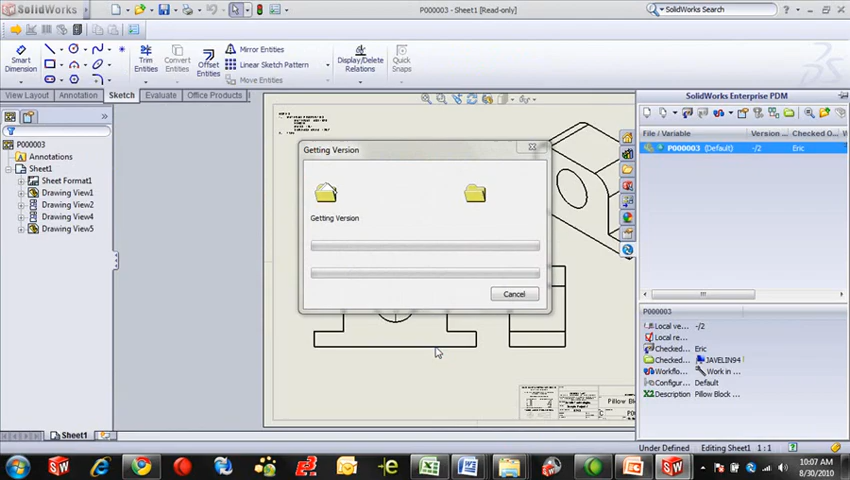 SolidWorks
P000003 - Sheet1 [Read-only]
SolidWorks Search
Smart Dimension
Trim Entities
Convert Entities
Offset Entities
Mirror Entities
Linear Sketch Pattern
Move Entities
Display/Delete Relations
Quick Snaps
View Layout
Annotation
Sketch
Evaluate
Office Products
SolidWorks Enterprise PDM
File / Variable
Version ...
Checked O...
P000003 (Default)
-/2
Eric
P000003
Annotations
Sheet1
Sheet Format1
Drawing View1
Drawing View2
Drawing View4
Drawing View5
Getting Version
Getting Version
Cancel
P000003
Local ve... -/2
Local re...
Checked... Eric
Checked... JAVELIN94
Workflo... Work in ...
Configur... Default
Description Pillow Block ...
Pillow Block
Sheet1
Under Defined
Editing Sheet1
1 : 1
10:07 AM
8/30/2010